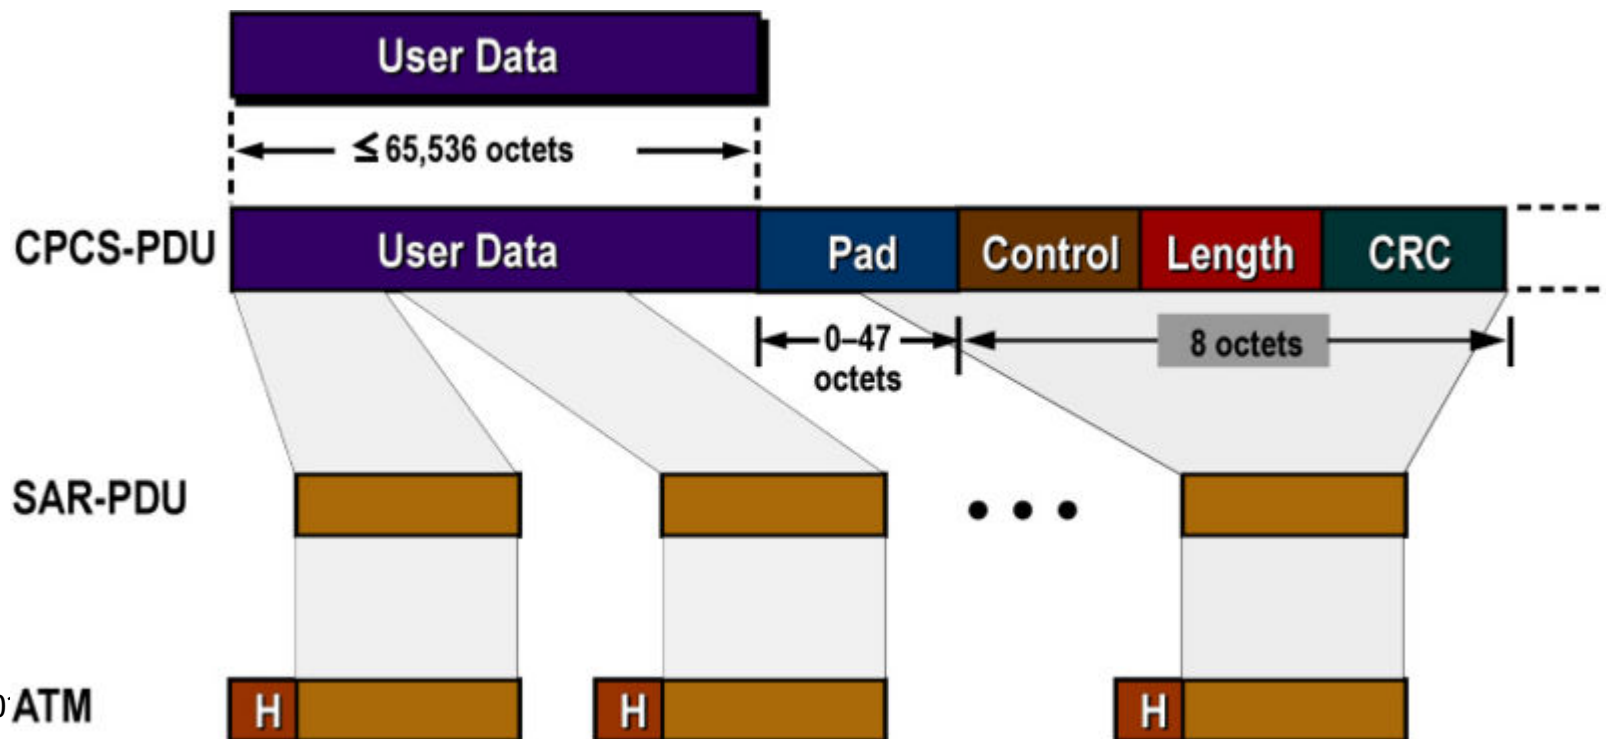 User Data
≤ 65,536 octets
CPCS-PDU User Data Pad Control Length CRC
0–47 octets
8 octets
SAR-PDU
ATM H H H